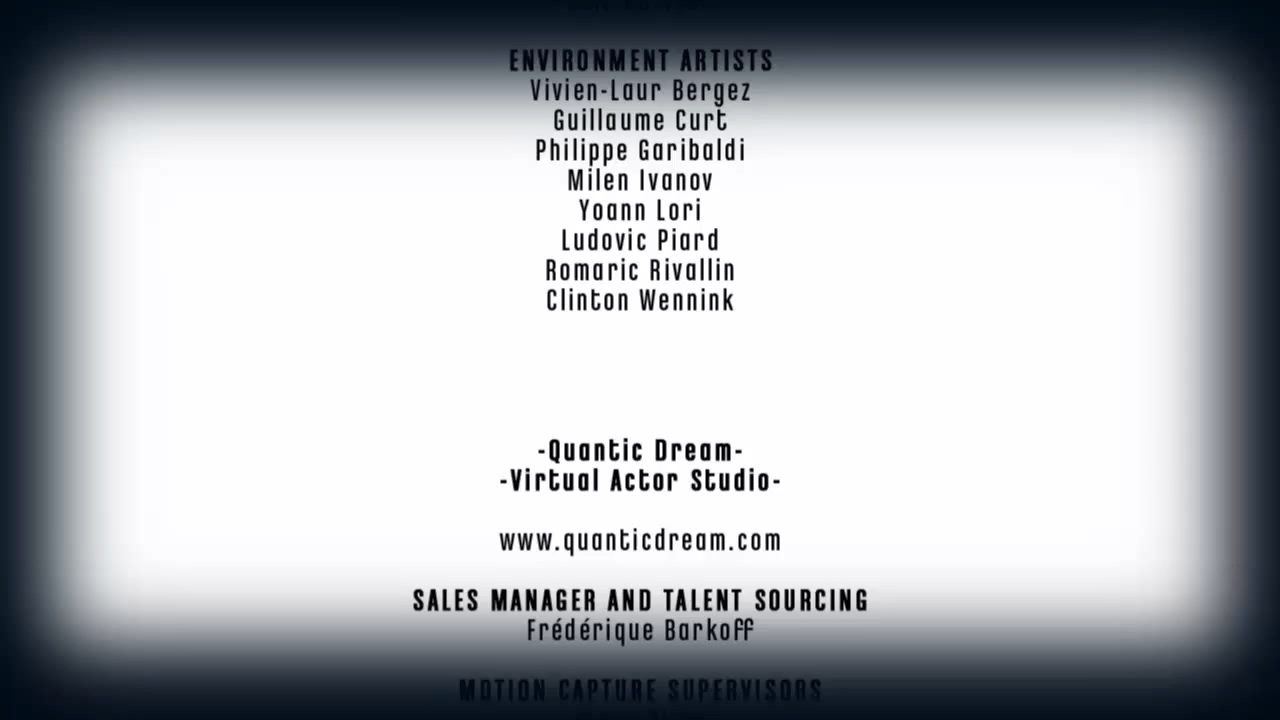 ENVIRONMENT ARTISTS
Vivien-Laur Bergez
Guillaume Curt
Philippe Garibaldi
Milen Ivanov
Yoann Lori
Ludovic Piard
Romaric Rivallin
Clinton Wennink
-Quantic Dream-
-Virtual Actor Studio-
www.quanticdream.com
SALES MANAGER AND TALENT SOURCING
Frédérique Barkoff
MOTION CAPTURE SUPERVISORS